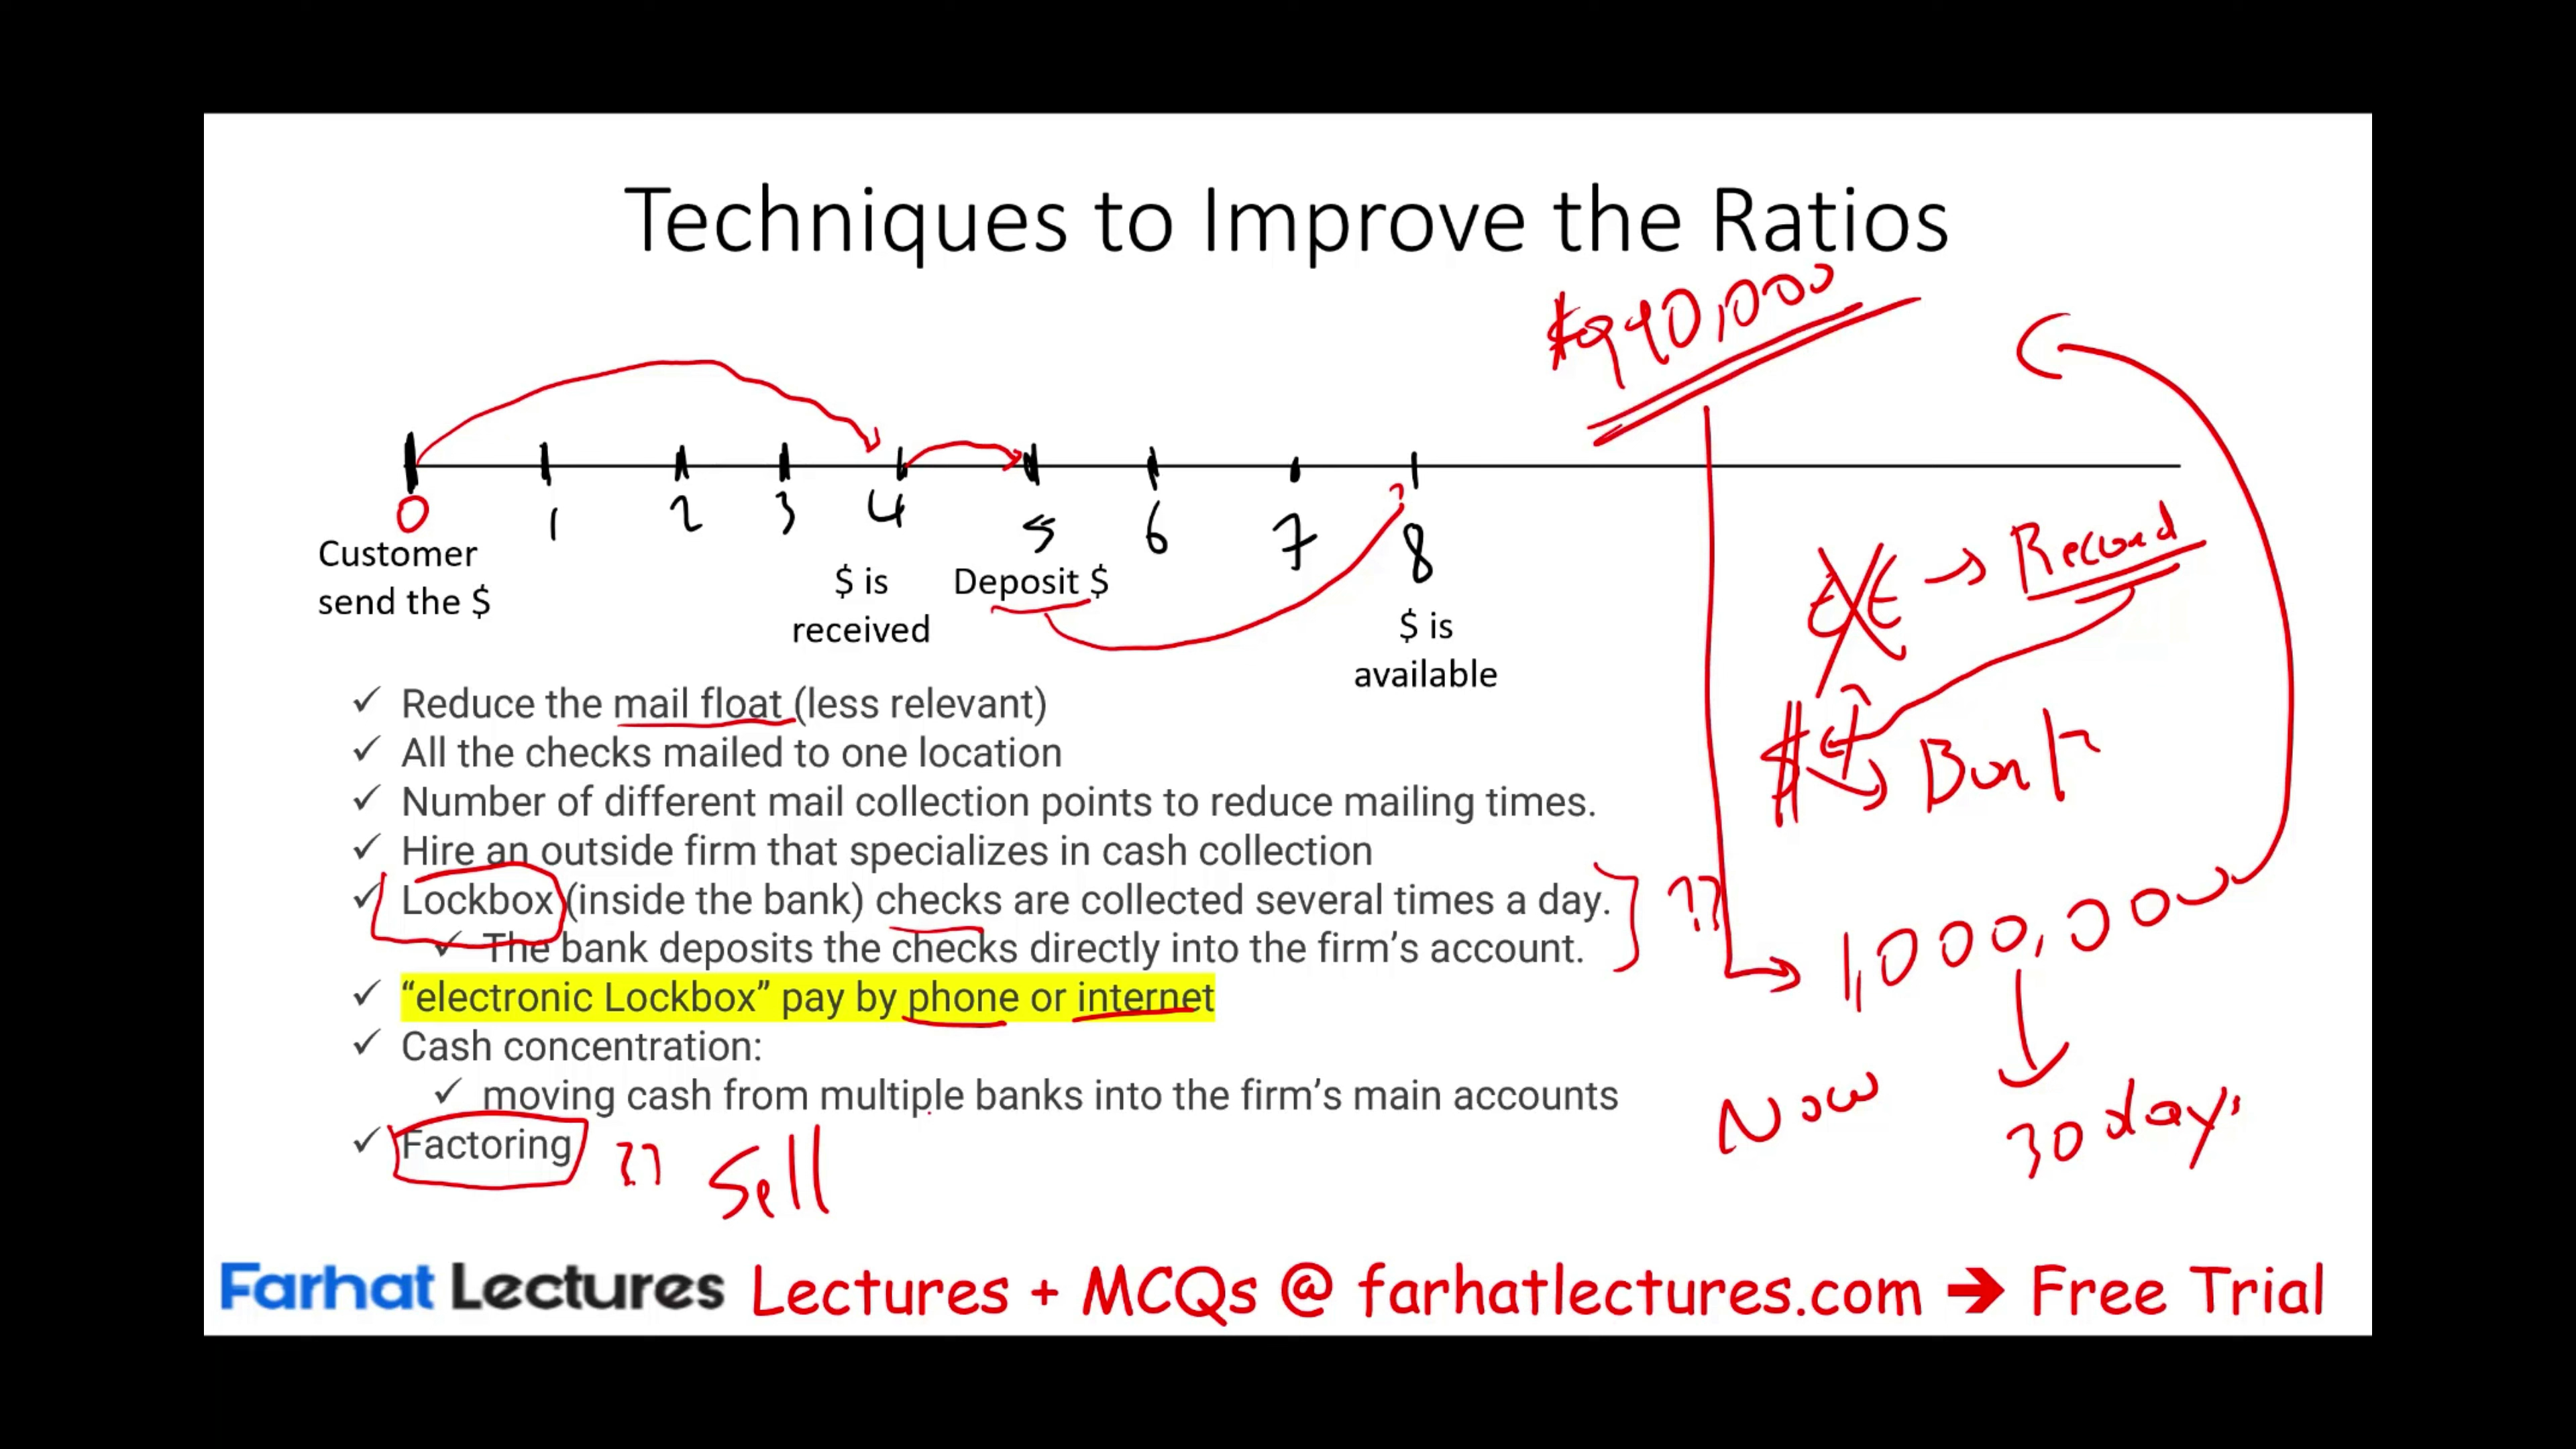 Techniques to Improve the Ratios
$940,000
0 1 2 3 4 5 6 7 8
Customer
send the $
$ is
received
Deposit $
$ is
available
→ Record
$ → Bank
✓ Reduce the mail float (less relevant)
✓ All the checks mailed to one location
✓ Number of different mail collection points to reduce mailing times.
✓ Hire an outside firm that specializes in cash collection
✓ Lockbox (inside the bank) checks are collected several times a day. } ??
✓ The bank deposits the checks directly into the firm's account.
✓ “electronic Lockbox” pay by phone or internet
✓ Cash concentration:
✓ moving cash from multiple banks into the firm’s main accounts
✓ Factoring ?? Sell
1,000,000
Now
30 days
Farhat Lectures Lectures + MCQs @ farhatlectures.com → Free Trial